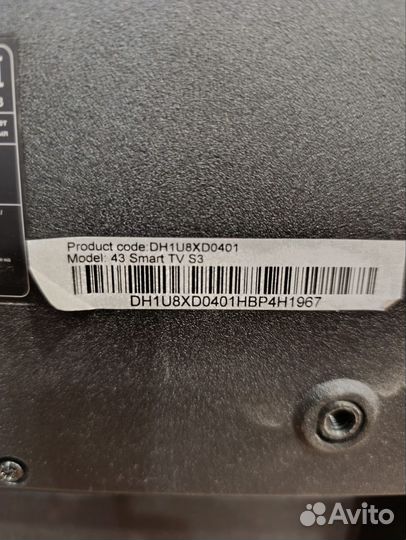 Product code:DH1U8XD0401
Model: 43 Smart TV S3
DH1U8XD0401HBP4H1967
Avito